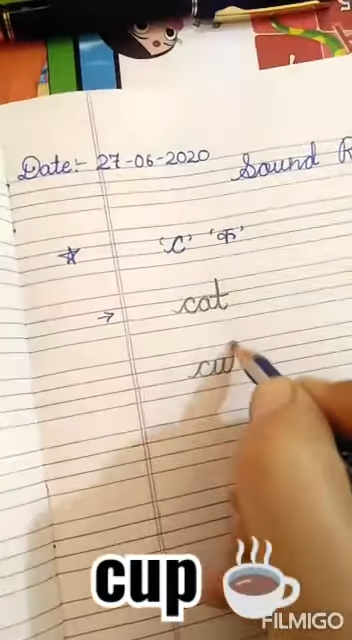 Date:- 27-06-2020 Sound R
☆ 'c' 'क'
→ cat
cu
cup
FILMIGO